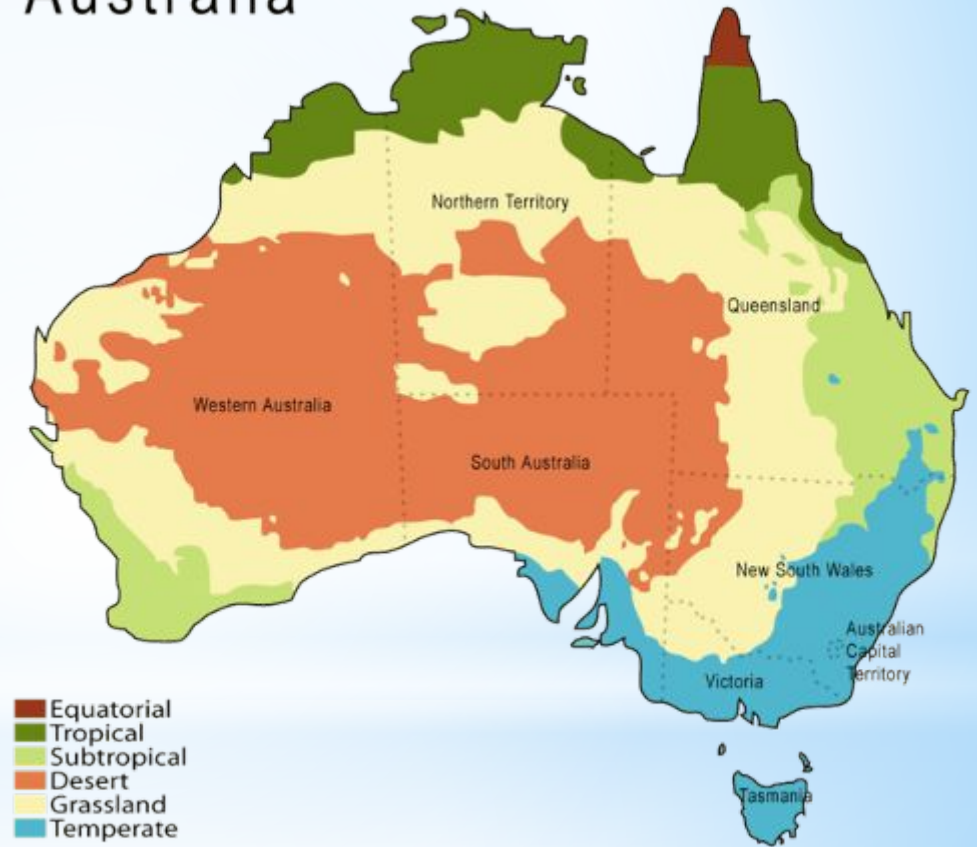 Australia
Northern Territory
Queensland
Western Australia
South Australia
New South Wales
Australian
Capital
Territory
Victoria
Tasmania
Equatorial
Tropical
Subtropical
Desert
Grassland
Temperate